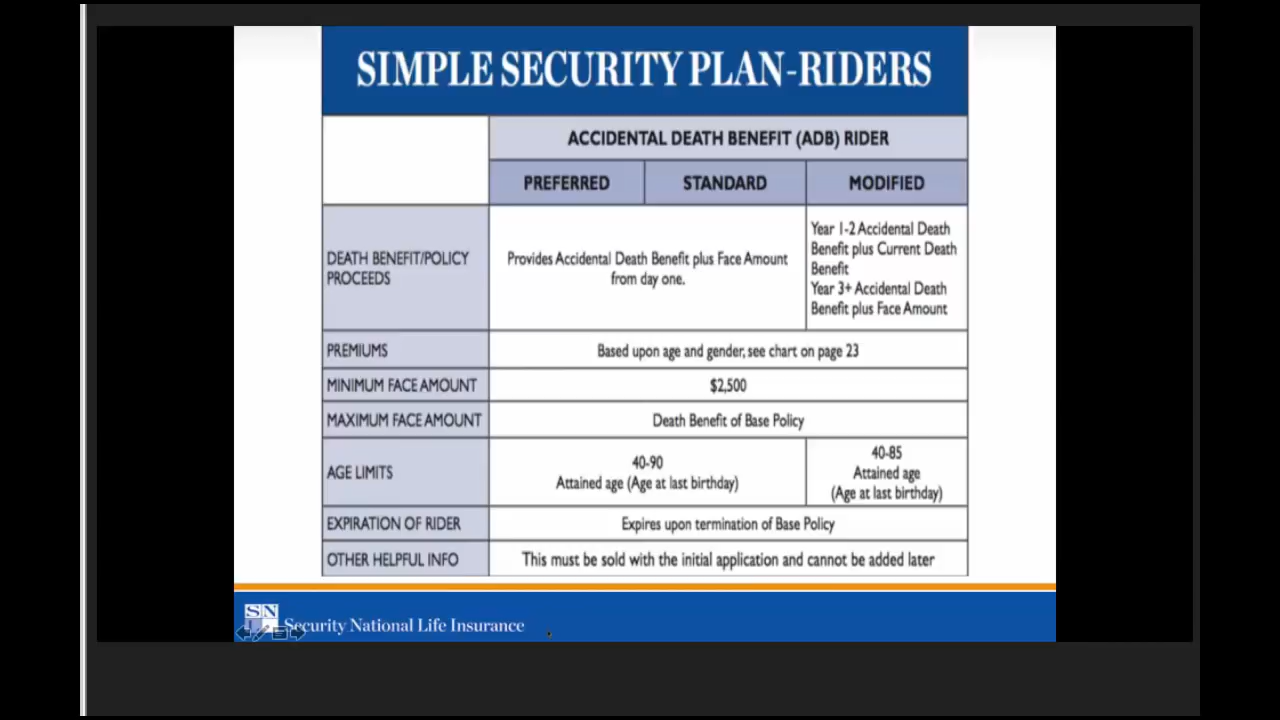 SIMPLE SECURITY PLAN-RIDERS
ACCIDENTAL DEATH BENEFIT (ADB) RIDER
PREFERRED
STANDARD
MODIFIED
DEATH BENEFIT/POLICY
PROCEEDS
Provides Accidental Death Benefit plus Face Amount
from day one.
Year 1-2 Accidental Death
Benefit plus Current Death
Benefit
Year 3+ Accidental Death
Benefit plus Face Amount
PREMIUMS
Based upon age and gender, see chart on page 23
MINIMUM FACE AMOUNT
$2,500
MAXIMUM FACE AMOUNT
Death Benefit of Base Policy
AGE LIMITS
40-90
Attained age (Age at last birthday)
40-85
Attained age
(Age at last birthday)
EXPIRATION OF RIDER
Expires upon termination of Base Policy
OTHER HELPFUL INFO
This must be sold with the initial application and cannot be added later
SN
Security National Life Insurance